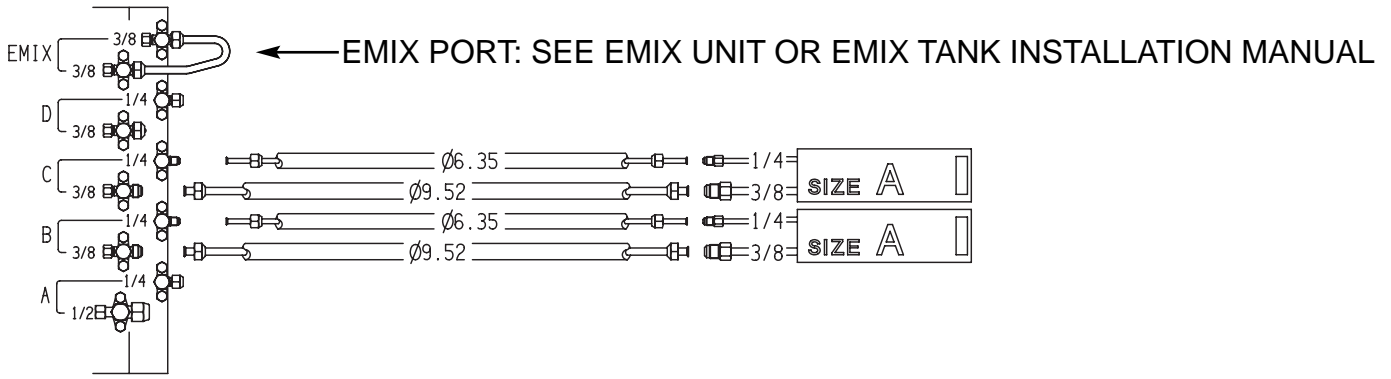 3/8
EMIX PORT: SEE EMIX UNIT OR EMIX TANK INSTALLATION MANUAL
EMIX
3/8
1/4
D
3/8
1/4 Ø6.35 1/4
C SIZE A
3/8 Ø9.52 3/8
1/4 Ø6.35 1/4
B SIZE A
3/8 Ø9.52 3/8
1/4
A
1/2